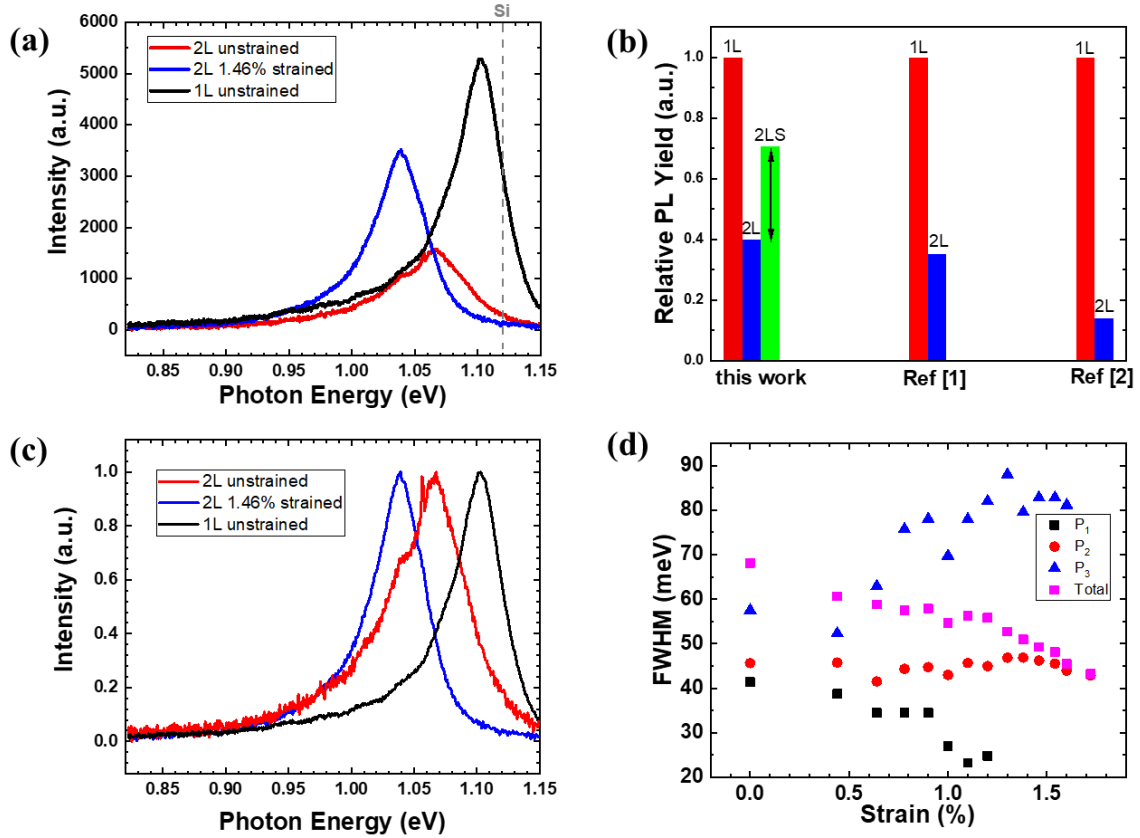 (a)
Si
6000
5000
4000
3000
2000
1000
0
Intensity (a.u.)
2L unstrained
2L 1.46% strained
1L unstrained
0.85 0.90 0.95 1.00 1.05 1.10 1.15
Photon Energy (eV)
(b)
1.0
0.8
0.6
0.4
0.2
0.0
Relative PL Yield (a.u.)
1L
2L
2LS
1L
2L
1L
2L
this work
Ref [1]
Ref [2]
(c)
1.0
0.8
0.6
0.4
0.2
0.0
Intensity (a.u.)
2L unstrained
2L 1.46% strained
1L unstrained
0.85 0.90 0.95 1.00 1.05 1.10 1.15
Photon Energy (eV)
(d)
90
80
70
60
50
40
30
20
FWHM (meV)
P1
P2
P3
Total
0.0 0.5 1.0 1.5
Strain (%)